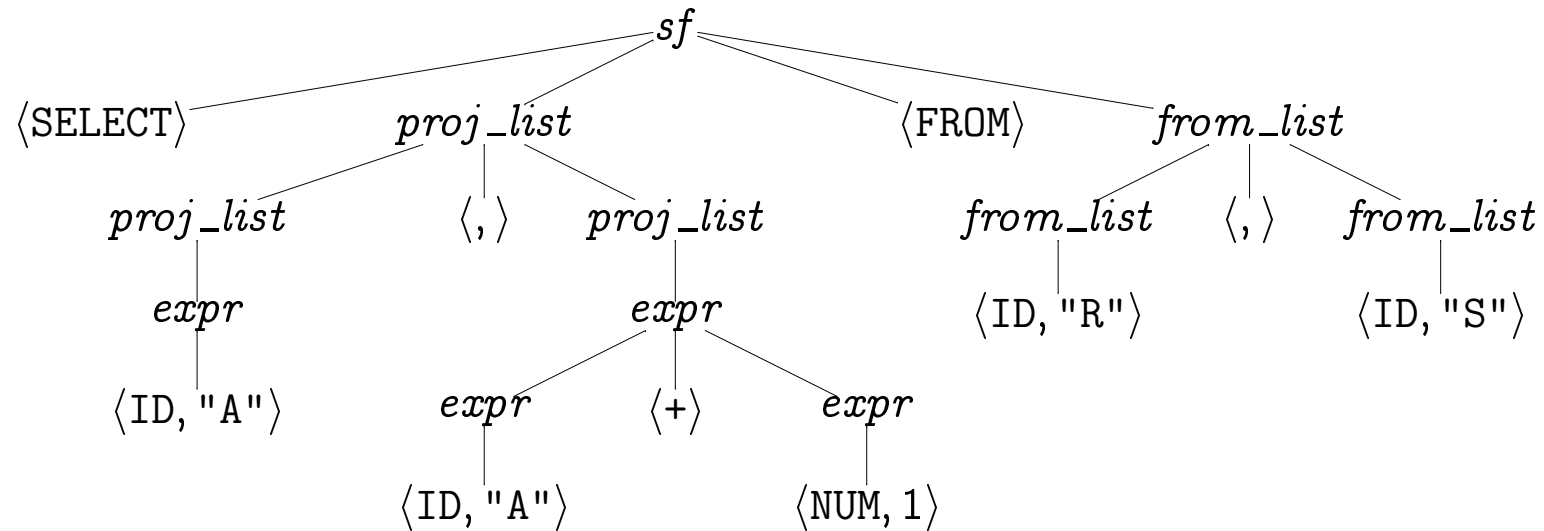 sf
⟨SELECT⟩ proj_list ⟨FROM⟩ from_list
proj_list ⟨,⟩ proj_list from_list ⟨,⟩ from_list
expr expr ⟨ID, "R"⟩ ⟨ID, "S"⟩
⟨ID, "A"⟩ expr ⟨+⟩ expr
⟨ID, "A"⟩ ⟨NUM, 1⟩